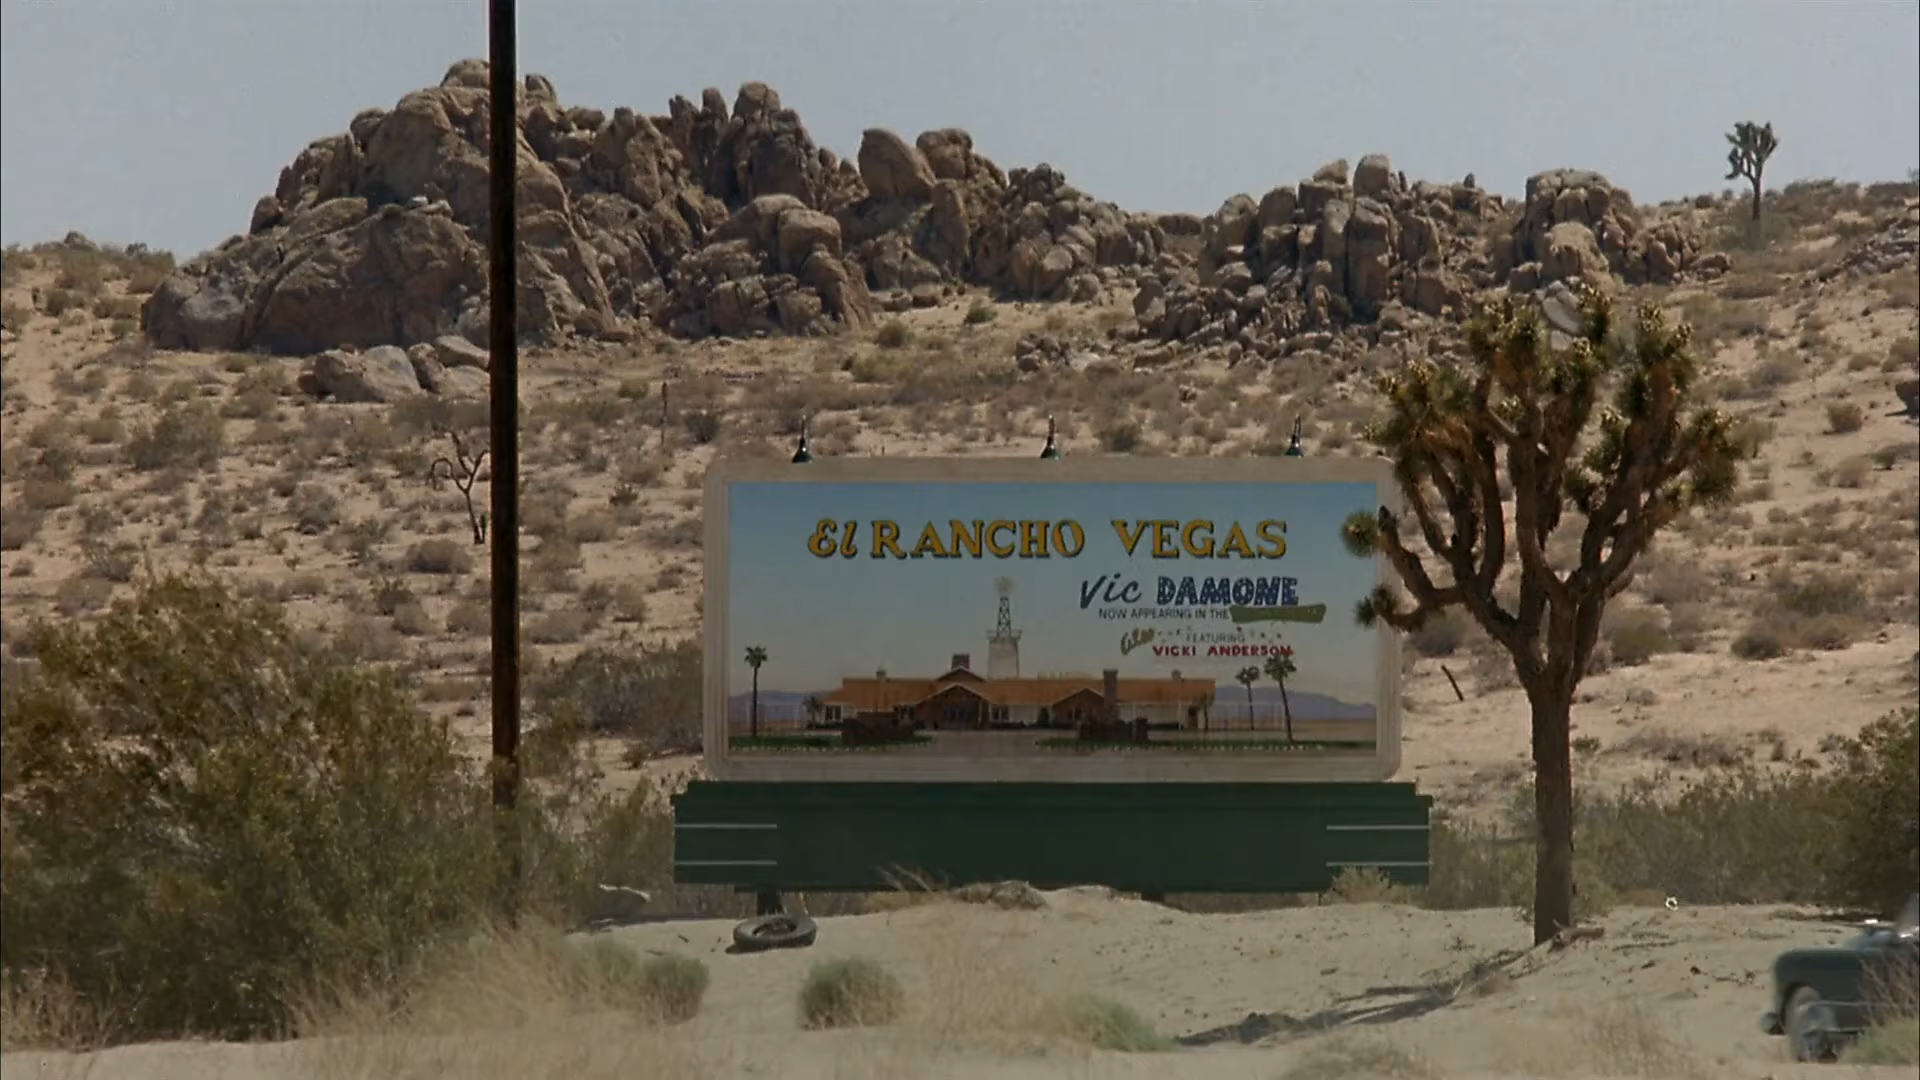 El RANCHO VEGAS
Vic DAMONE
NOW APPEARING IN THE
FEATURING
VICKI ANDERSON